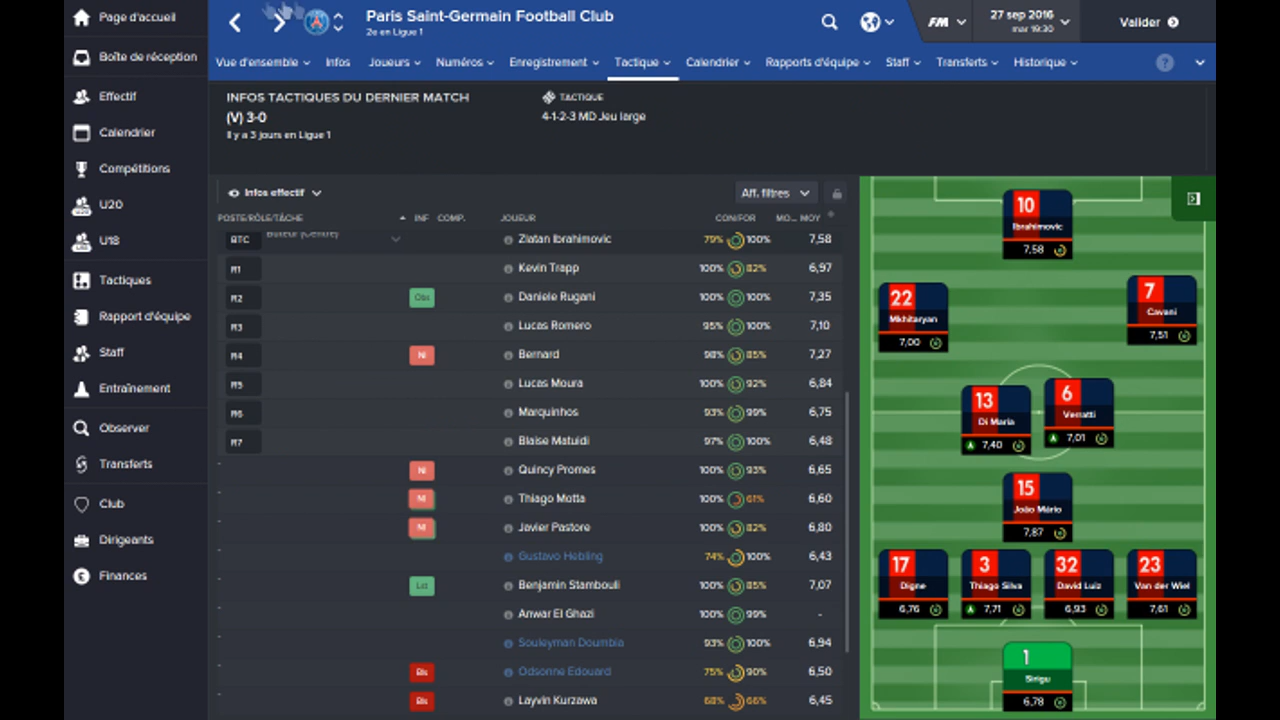 Page d'accueil
Boîte de réception
Effectif
Calendrier
Compétitions
U20
U18
Tactiques
Rapport d'équipe
Staff
Entraînement
Observer
Transferts
Club
Dirigeants
Finances
Paris Saint-Germain Football Club
2e en Ligue 1
FM
27 sep 2016
mar 19:30
Valider
Vue d'ensemble Infos Joueurs Numéros Enregistrement Tactique Calendrier Rapports d'équipe Staff Transferts Historique ?
INFOS TACTIQUES DU DERNIER MATCH
(V) 3-0
Il y a 3 jours en Ligue 1
TACTIQUE
4-1-2-3 MD Jeu large
Infos effectif
Aff. filtres
POSTE/RÔLE/TÂCHE INF COMP. JOUEUR CON/FOR MO... MOY
BTC Buteur (Centre) Zlatan Ibrahimovic 79% 100% 7,58
R1 Kevin Trapp 100% 82% 6,97
R2 Obs Daniele Rugani 100% 100% 7,35
R3 Lucas Romero 95% 100% 7,10
R4 NI Bernard 98% 85% 7,27
R5 Lucas Moura 100% 92% 6,84
R6 Marquinhos 93% 99% 6,75
R7 Blaise Matuidi 97% 100% 6,48
- NI Quincy Promes 100% 93% 6,65
- NI Thiago Motta 100% 61% 6,60
- NI Javier Pastore 100% 82% 6,80
- Gustavo Hebling 74% 100% 6,43
- Lst Benjamin Stambouli 100% 85% 7,07
- Anwar El Ghazi 100% 99% -
- Souleyman Doumbia 93% 100% 6,94
- Bls Odsonne Edouard 75% 90% 6,50
- Bls Layvin Kurzawa 68% 66% 6,45
10
Ibrahimovic
7,58
22
Mkhitaryan
7,00
7
Cavani
7,51
13
Di Maria
7,40
6
Verratti
7,01
15
João Mário
7,87
17
Digne
6,76
3
Thiago Silva
7,71
32
David Luiz
6,93
23
Van der Wiel
7,61
1
Sirigu
6,78